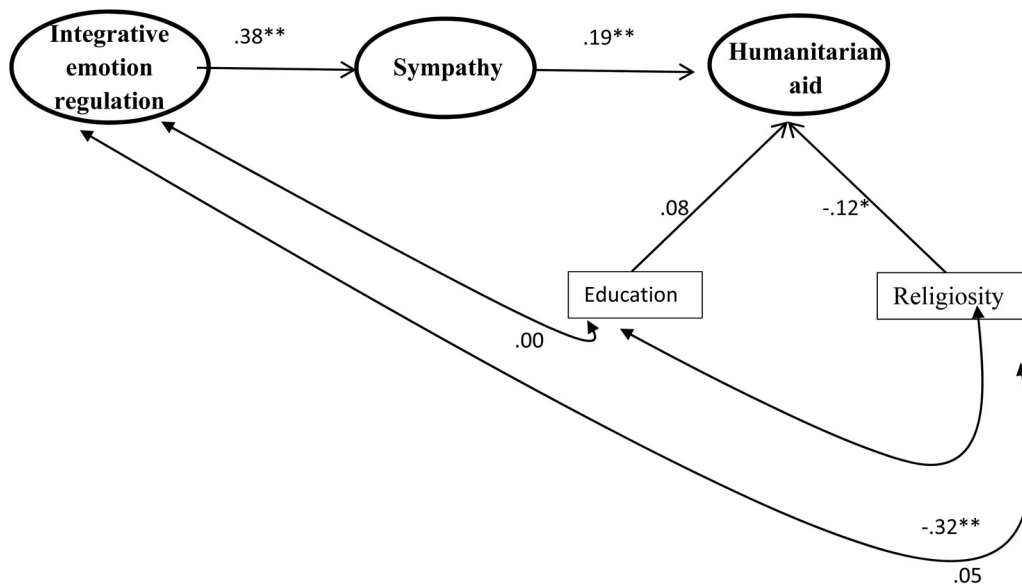 Integrative
emotion
regulation
.38**
Sympathy
.19**
Humanitarian
aid
.08
-.12*
Education
Religiosity
.00
-.32**
.05